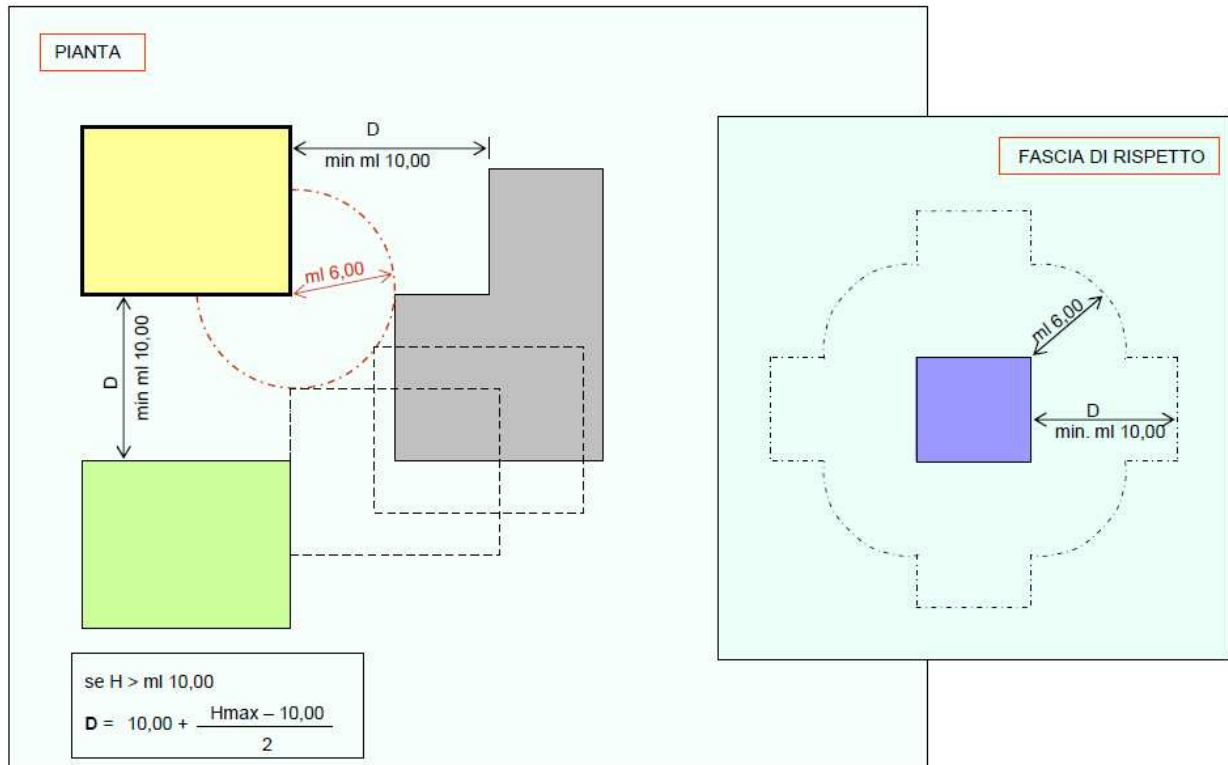 PIANTA
D
min ml 10,00
FASCIA DI RISPETTO
ml 6,00
D
min ml 10,00
ml 6,00
D
min. ml 10,00
se H > ml 10,00
D = 10,00 + Hmax – 10,00
2